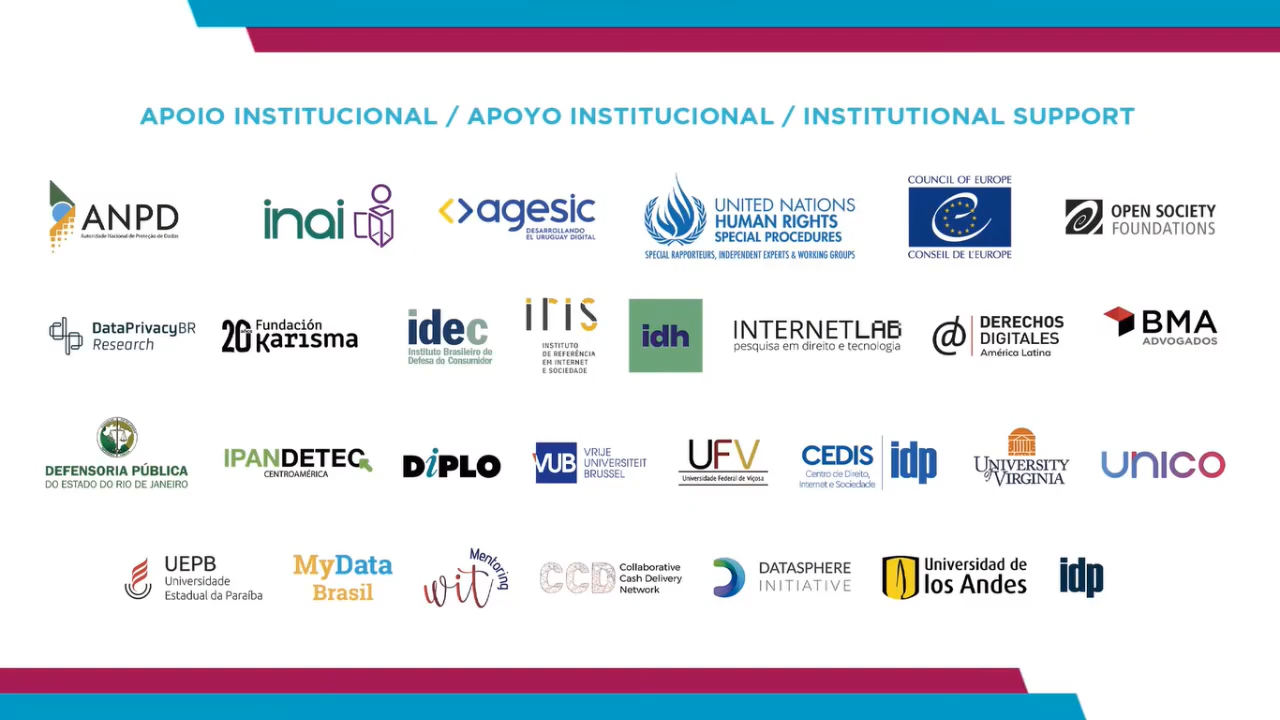 APOIO INSTITUCIONAL / APOYO INSTITUCIONAL / INSTITUTIONAL SUPPORT
ANPD
Autoridade Nacional de Proteção de Dados
inai
agesic
DESARROLLANDO
EL URUGUAY DIGITAL
UNITED NATIONS
HUMAN RIGHTS
SPECIAL PROCEDURES
SPECIAL RAPPORTEURS, INDEPENDENT EXPERTS & WORKING GROUPS
COUNCIL OF EUROPE
CONSEIL DE L'EUROPE
OPEN SOCIETY
FOUNDATIONS
dp
DataPrivacyBR
Research
20 años
Fundación
Karisma
idec
Instituto Brasileiro de
Defesa do Consumidor
iris
INSTITUTO
DE REFERÊNCIA
EM INTERNET
E SOCIEDADE
idh
INTERNETLAB
pesquisa em direito e tecnologia
@
DERECHOS
DIGITALES
América Latina
BMA
ADVOGADOS
DEFENSORIA PÚBLICA
DO ESTADO DO RIO DE JANEIRO
IPANDETEC
CENTROAMÉRICA
DiPLO
VUB
VRIJE
UNIVERSITEIT
BRUSSEL
UFV
Universidade Federal de Viçosa
CEDIS
Centro de Direito,
Internet e Sociedade
idp
UNIVERSITY
of VIRGINIA
unico
UEPB
Universidade
Estadual da Paraíba
MyData
Brasil
wit
Mentoring
CCD
Collaborative
Cash Delivery
Network
DATASPHERE
INITIATIVE
Universidad de
los Andes
idp